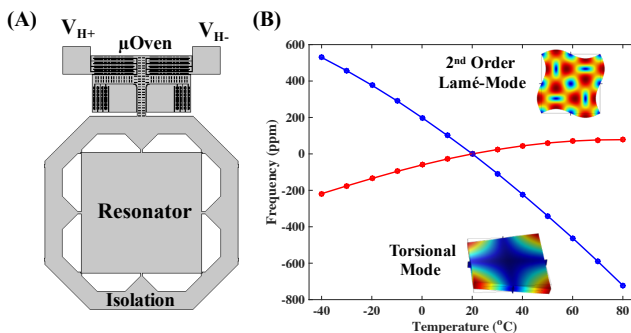 (A)
V_H+
V_H-
μOven
Resonator
Isolation
(B)
600
400
200
0
-200
-400
-600
-800
Frequency (ppm)
2nd Order
Lamé-Mode
Torsional
Mode
-40
-20
0
20
40
60
80
Temperature (°C)